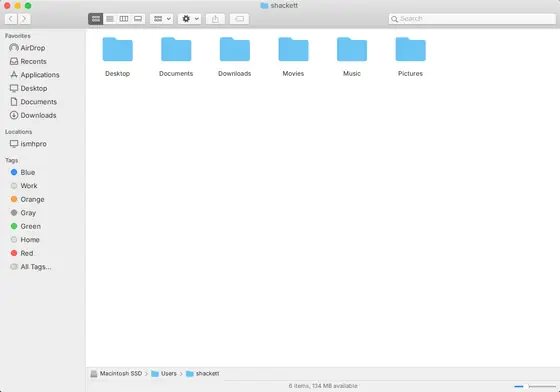 shackett
Search
Favorites
AirDrop
Recents
Applications
Desktop
Documents
Downloads
Locations
ismhpro
Tags
Blue
Work
Orange
Gray
Green
Home
Red
All Tags...
Desktop Documents Downloads Movies Music Pictures
Macintosh SSD Users shackett
6 items, 134 MB available